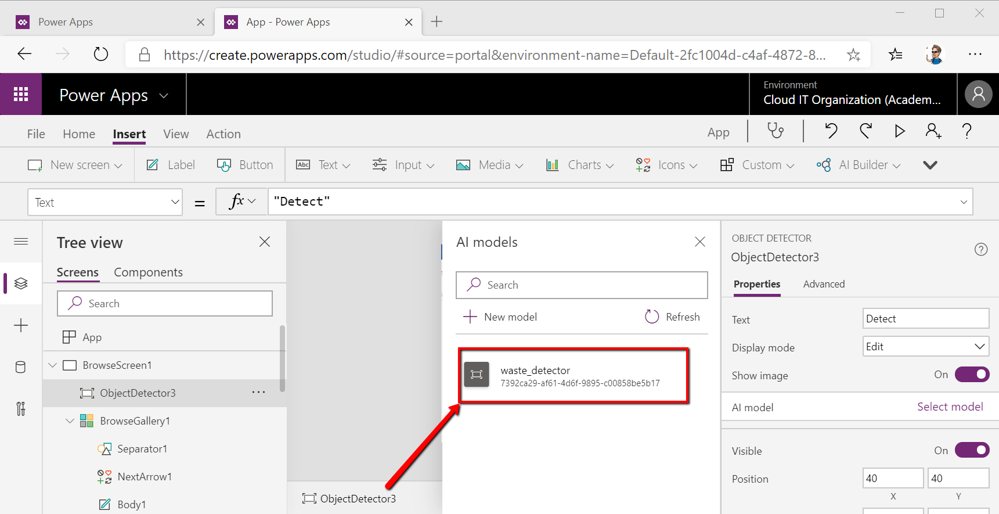 Power Apps
App - Power Apps
https://create.powerapps.com/studio/#source=portal&environment-name=Default-2fc1004d-c4af-4872-8...
Power Apps
Environment
Cloud IT Organization (Academ...
File Home Insert View Action
App
New screen Label Button Text Input Media Charts Icons Custom AI Builder
Abc
Text = fx "Detect"
Tree view
Screens Components
Search
App
BrowseScreen1
ObjectDetector3 ...
BrowseGallery1
Separator1
NextArrow1
Body1
ObjectDetector3
AI models
Search
New model Refresh
waste_detector
7392ca29-af61-4d6f-9895-c00858be5b17
OBJECT DETECTOR
ObjectDetector3
Properties Advanced
Text Detect
Display mode Edit
Show image On
AI model Select model
Visible On
Position 40 40
X Y